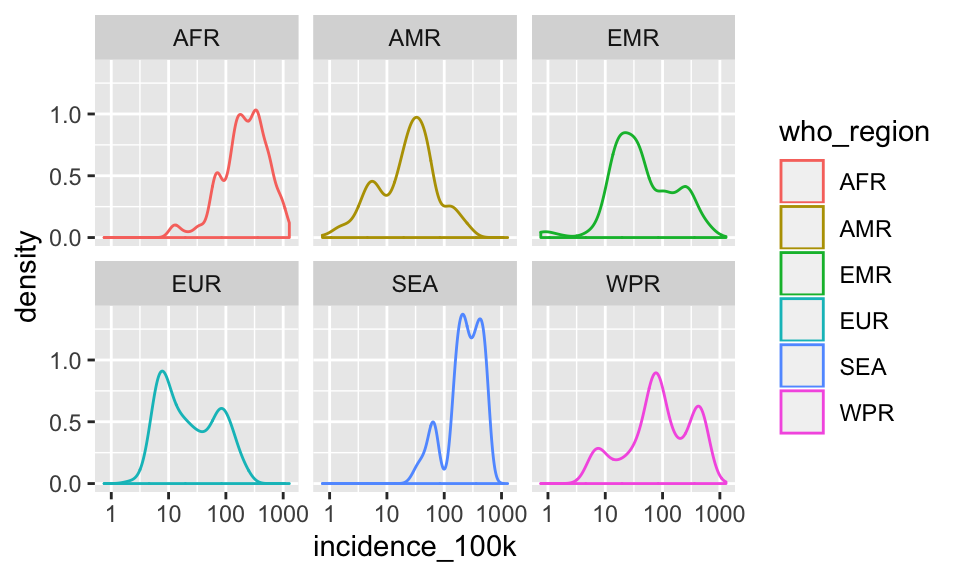 AFR AMR EMR
1.0
0.5
0.0
EUR SEA WPR
1.0
0.5
0.0
1 10 100 1000 1 10 100 1000 1 10 100 1000
incidence_100k
density
who_region
AFR
AMR
EMR
EUR
SEA
WPR